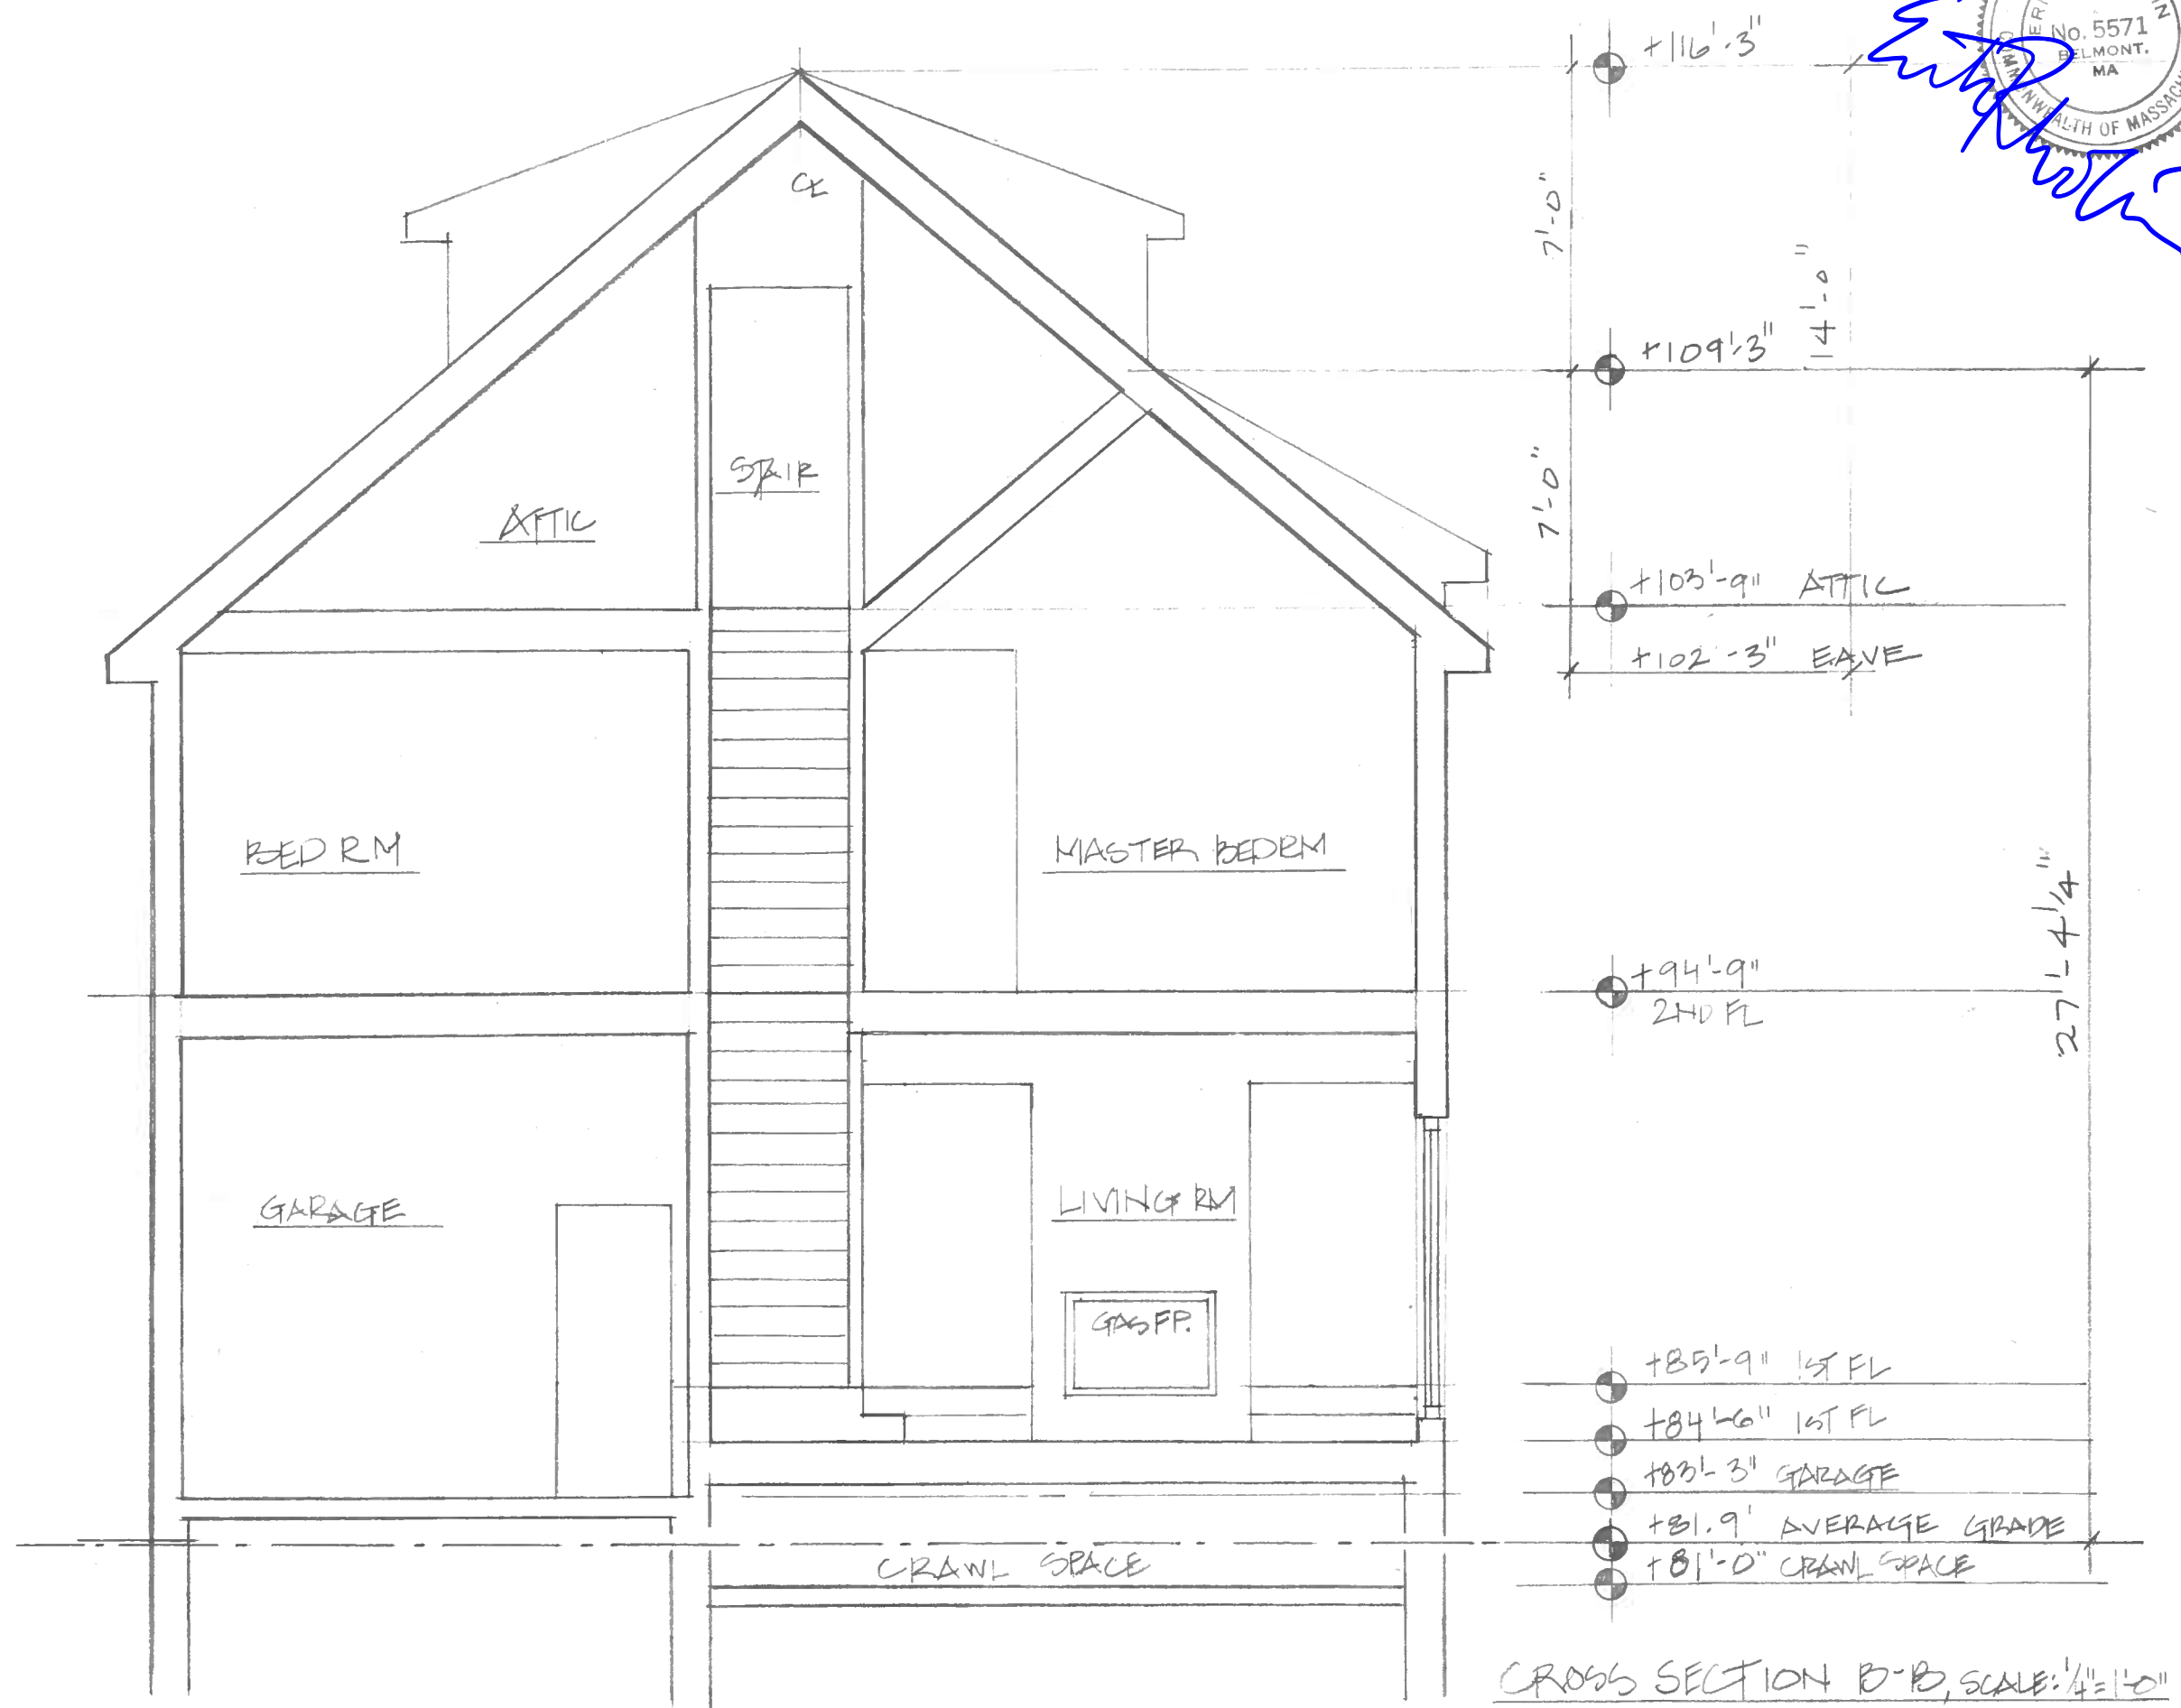 +116'-3"
No. 5571
BELMONT.
MA
COMMONWEALTH OF MASSACH
7'-0"
14'-0"
CL
+109'-3"
STAIR
ATTIC
7'-0"
+103'-9" ATTIC
+102'-3" EAVE
BED RM
MASTER BEDRM
27'-4 1/4"
+94'-9"
2ND FL
GARAGE
LIVING RM
GAS FP.
+85'-9" 1ST FL
+84'-6" 1ST FL
+83'-3" GARAGE
+81.9' AVERAGE GRADE
+81'-0" CRAWL SPACE
CRAWL SPACE
CROSS SECTION B-B, SCALE: 1/4"=1'-0"